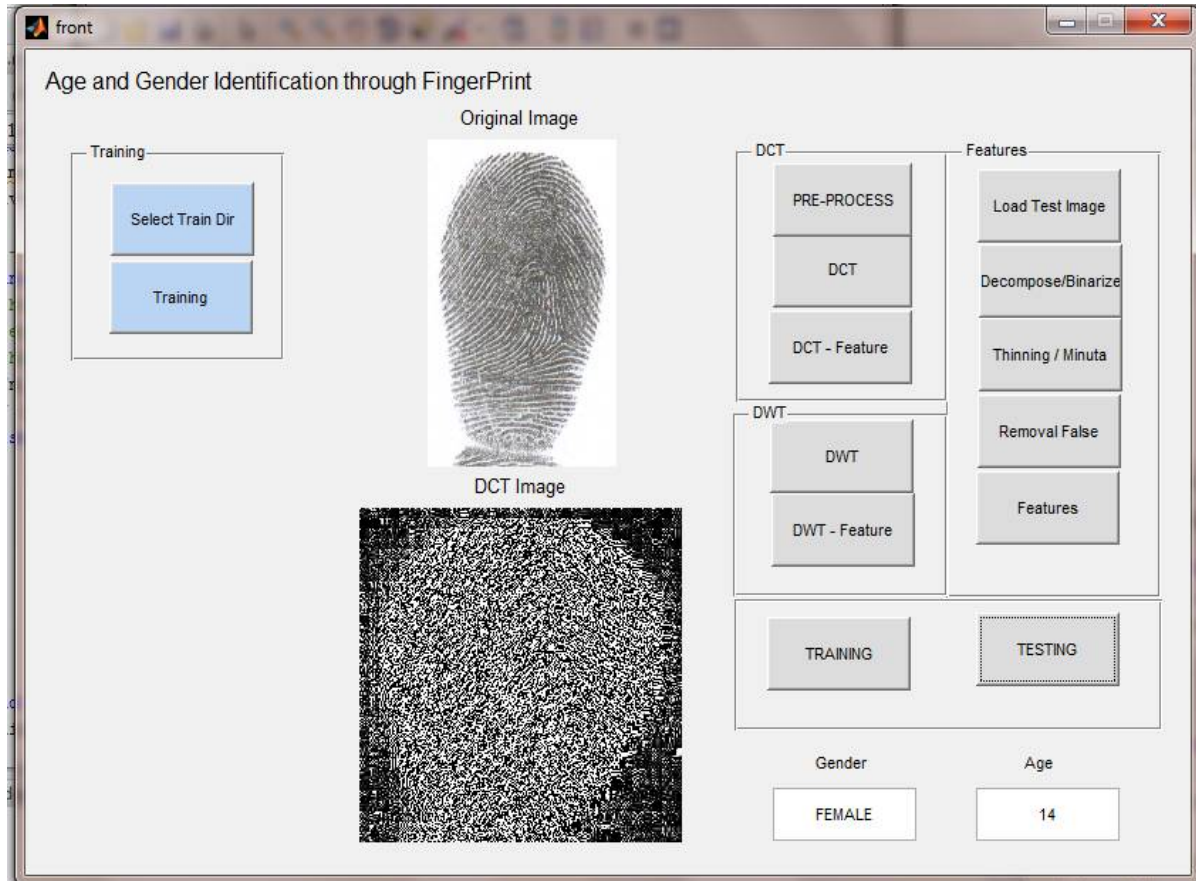 front
Age and Gender Identification through FingerPrint
Original Image
Training
Select Train Dir
Training
DCT Image
DCT
PRE-PROCESS
DCT
DCT - Feature
DWT
DWT
DWT - Feature
Features
Load Test Image
Decompose/Binarize
Thinning / Minuta
Removal False
Features
TRAINING
TESTING
Gender
Age
FEMALE
14